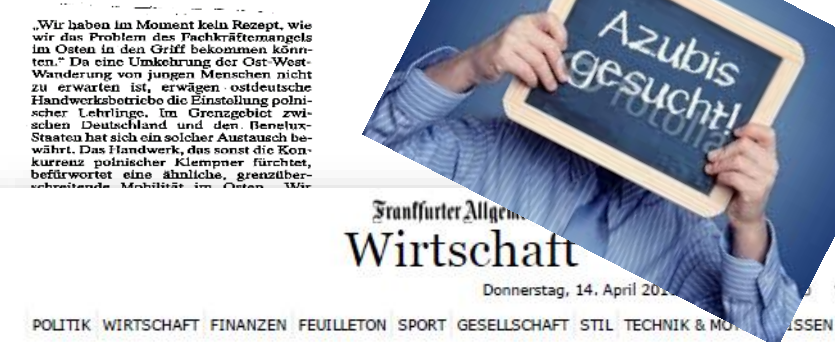 „Wir haben im Moment kein Rezept, wie
wir das Problem des Fachkräftemangels
im Osten in den Griff bekommen könn-
ten.“ Da eine Umkehrung der Ost-West-
Wanderung von jungen Menschen nicht
zu erwarten ist, erwägen ostdeutsche
Handwerksbetriebe die Einstellung polni-
scher Lehrlinge. Im Grenzgebiet zwi-
schen Deutschland und den Benelux-
Staaten hat sich ein solcher Austausch be-
währt. Das Handwerk, das sonst die Kon-
kurrenz polnischer Klempner fürchtet,
befürwortet eine ähnliche, grenzüber-
schreitende Mobilität im Osten. „Wir
Azubis
gesucht!
fotolia
Frankfurter Allgem
Wirtschaft
Donnerstag, 14. April 201
POLITIK WIRTSCHAFT FINANZEN FEUILLETON SPORT GESELLSCHAFT STIL TECHNIK & MO ISSEN